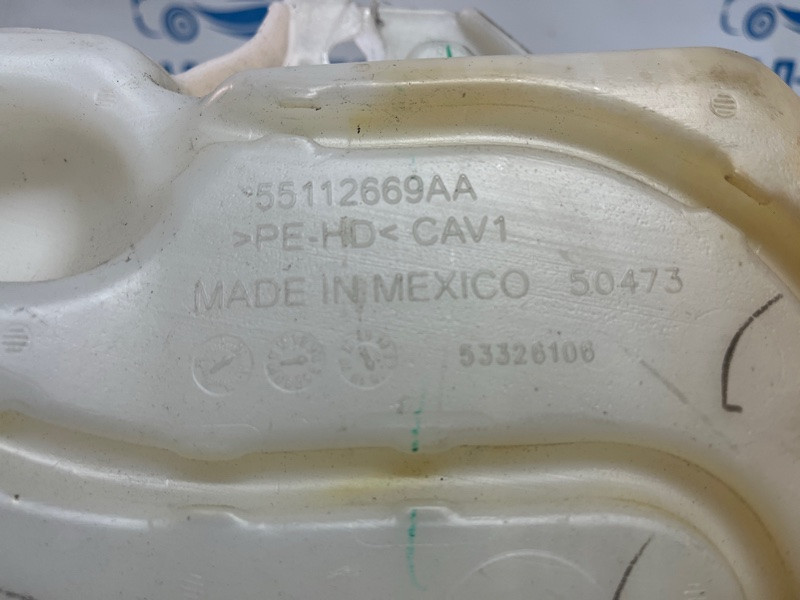 55112669AA
>PE-HD< CAV1
MADE IN MEXICO 50473
53326106